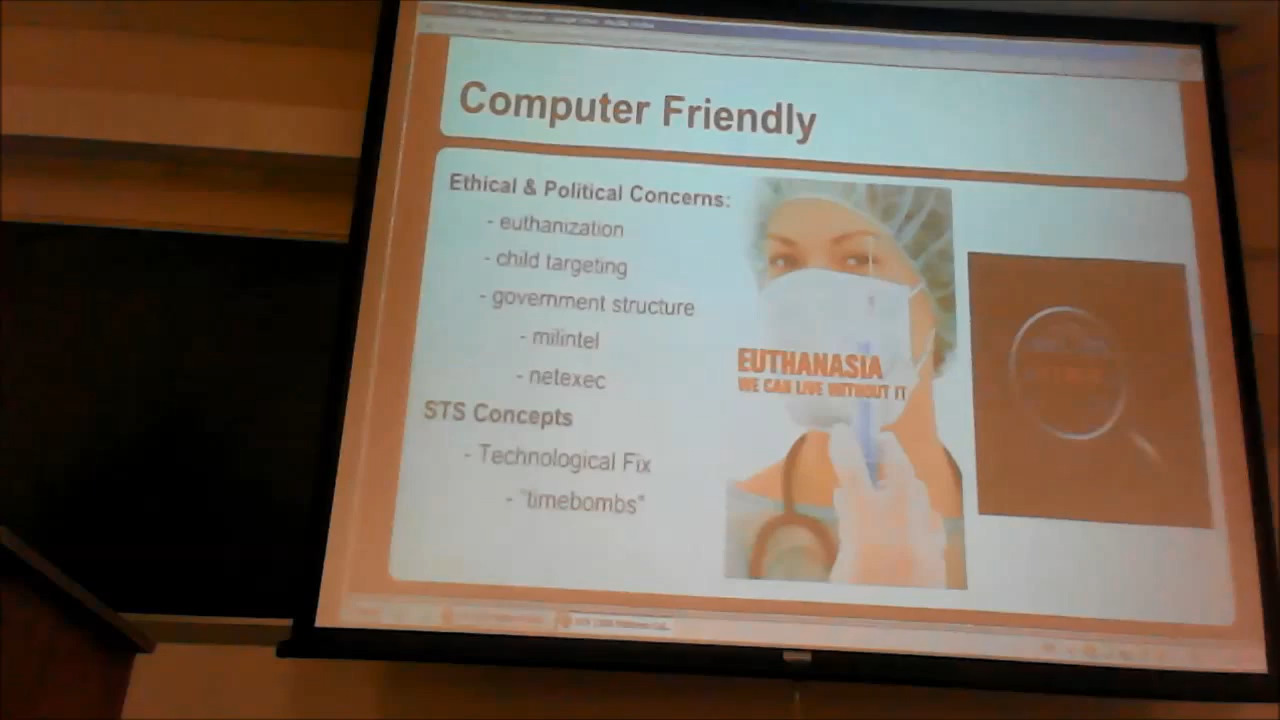 Computer Friendly
Ethical & Political Concerns:
- euthanization
- child targeting
- government structure
- milintel
- netexec
STS Concepts
- Technological Fix
- "timebombs"
EUTHANASIA
WE CAN LIVE WITHOUT IT